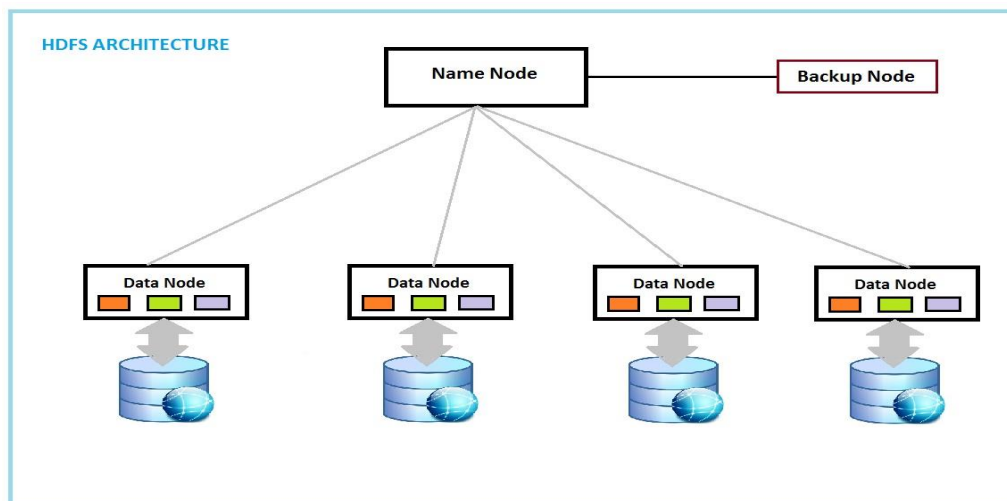 HDFS ARCHITECTURE
Name Node
Backup Node
Data Node
Data Node
Data Node
Data Node